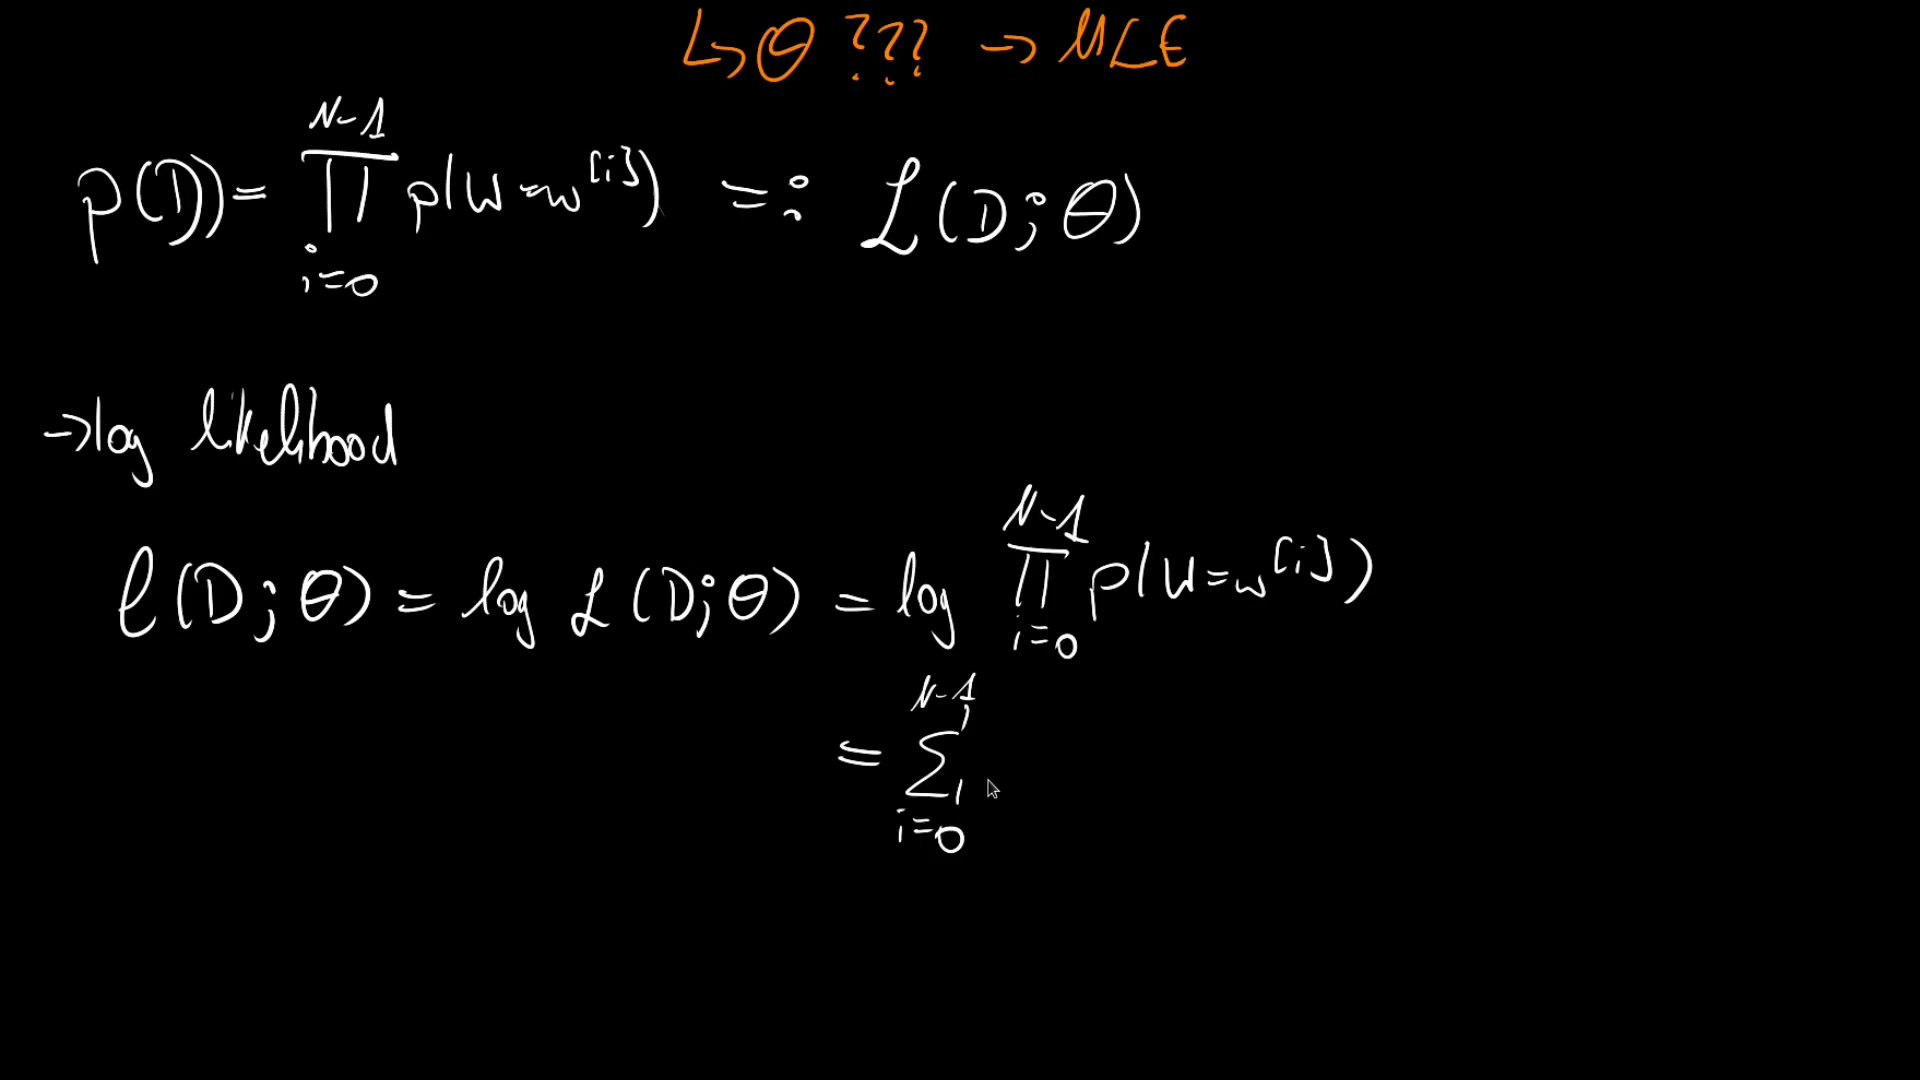 ↳ θ ??? → MLE
p(D) = ∏_{i=0}^{N-1} p(W=w^{[i]}) =: ℒ(D;θ)
→ log likelihood
ℓ(D;θ) = log ℒ(D;θ) = log ∏_{i=0}^{N-1} p(W=w^{[i]})
= ∑_{i=0}^{N-1}